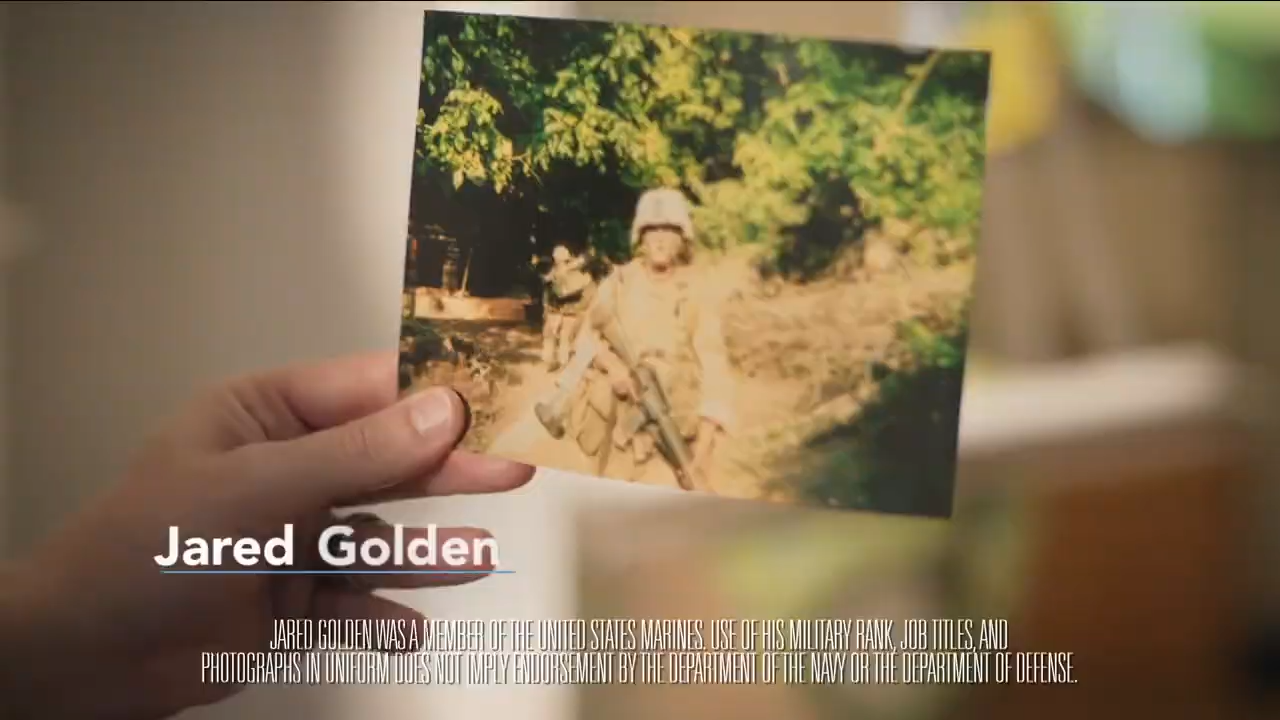 Jared Golden
JARED GOLDEN WAS A MEMBER OF THE UNITED STATES MARINES. USE OF HIS MILITARY RANK, JOB TITLES, AND
PHOTOGRAPHS IN UNIFORM DOES NOT IMPLY ENDORSEMENT BY THE DEPARTMENT OF THE NAVY OR THE DEPARTMENT OF DEFENSE.